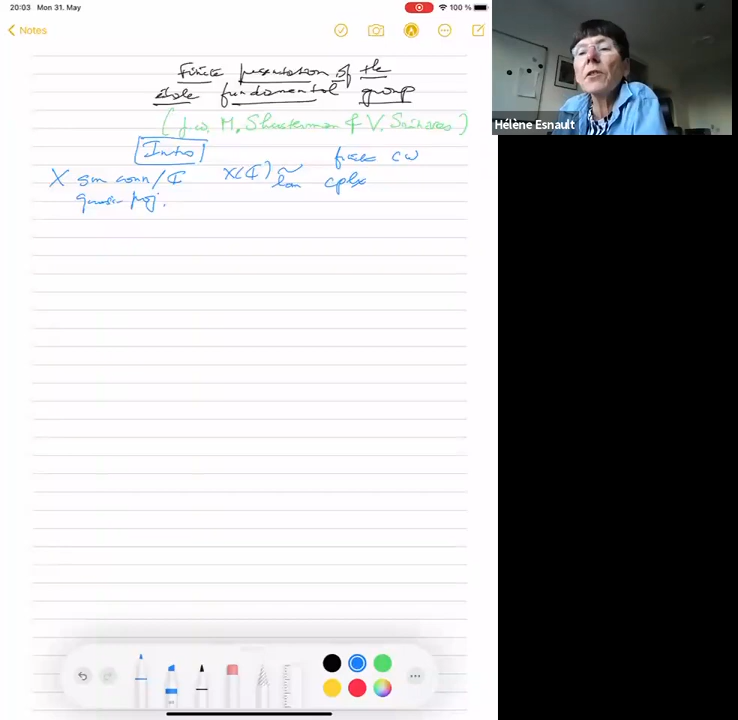 20:03 Mon 31. May
100 %
Notes
Finite presentation of the
étale fundamental group
(j.w. M. Shusterman & V. Srinivas)
Intro
X sm conn/ℂ X(ℂ) ≃ finite CW
quasi proj. cplx
Hélène Esnault